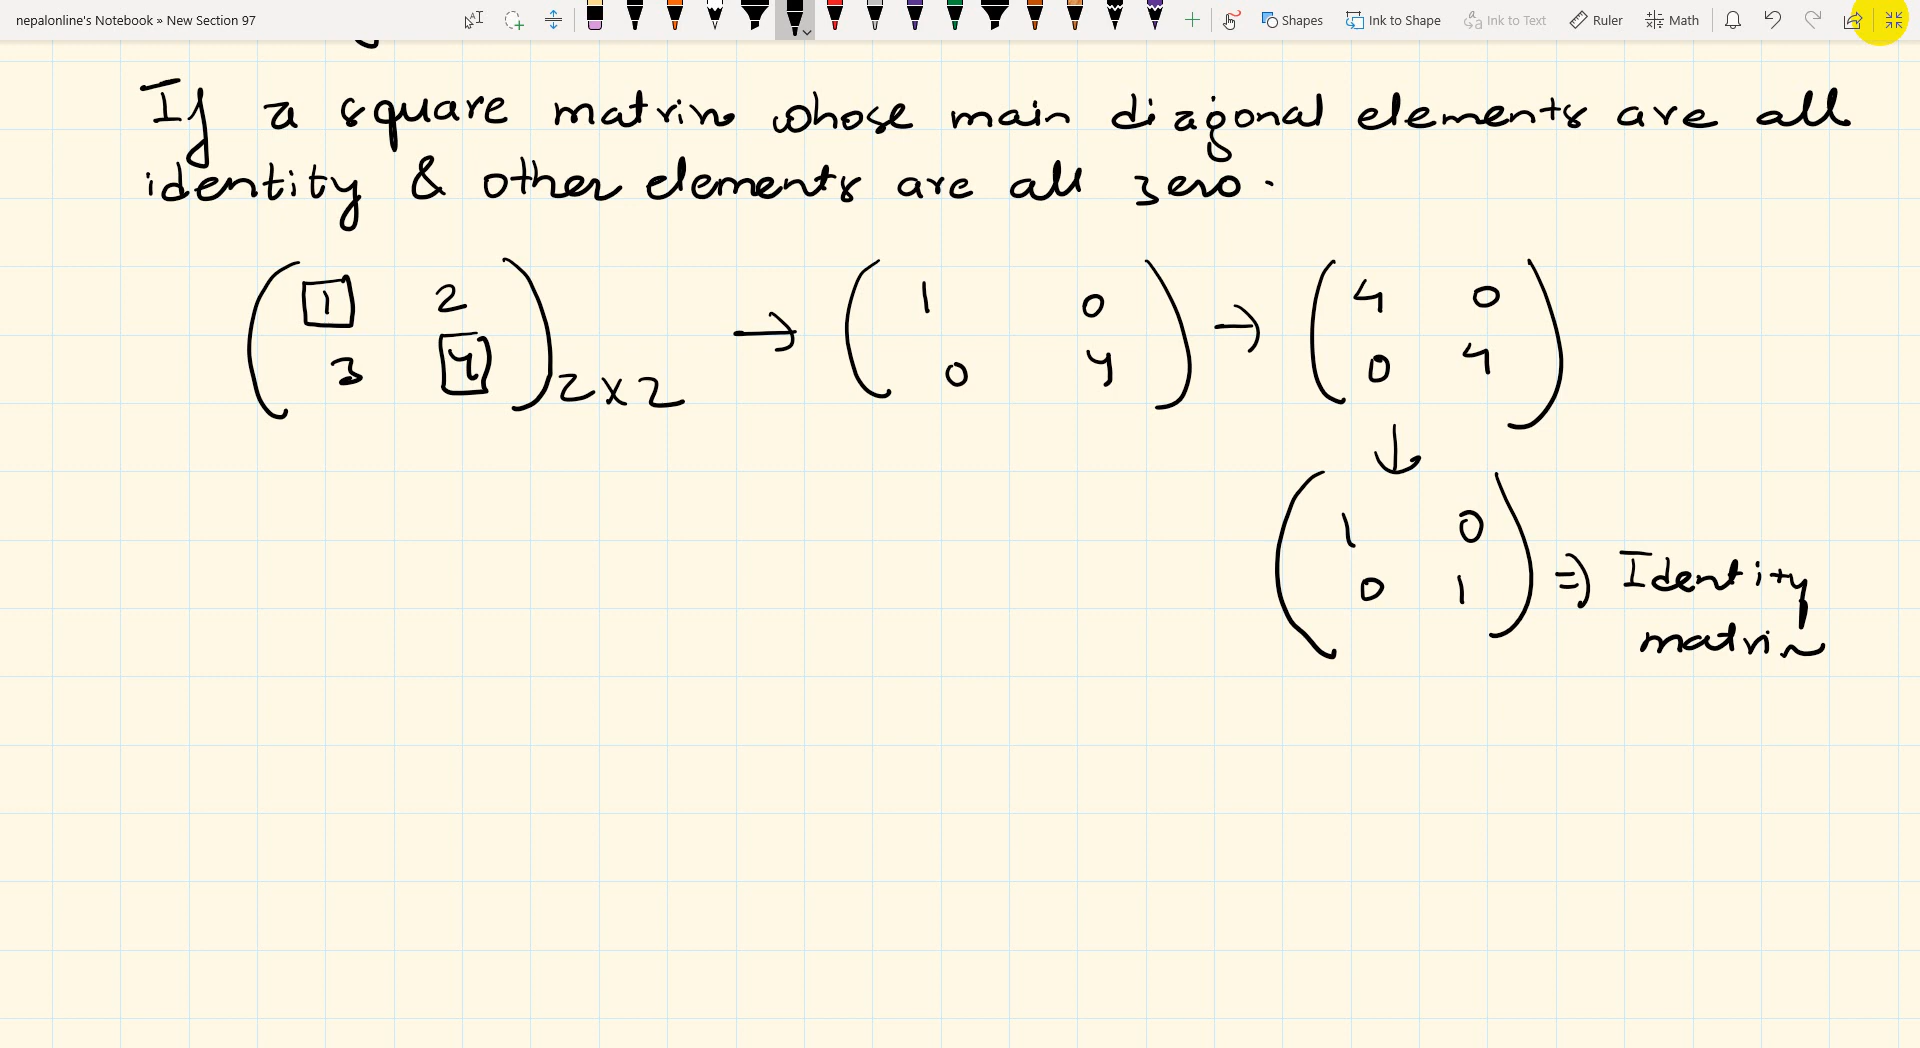 nepalonline's Notebook » New Section 97
Shapes Ink to Shape Ink to Text Ruler Math
If a square matrix whose main diagonal elements are all
identity & other elements are all zero.
( 1 2 ) → ( 1 0 ) → ( 4 0 )
( 3 4 ) 2×2 ( 0 4 ) ( 0 4 )
↓
( 1 0 ) ⇒ Identity
( 0 1 ) matrix